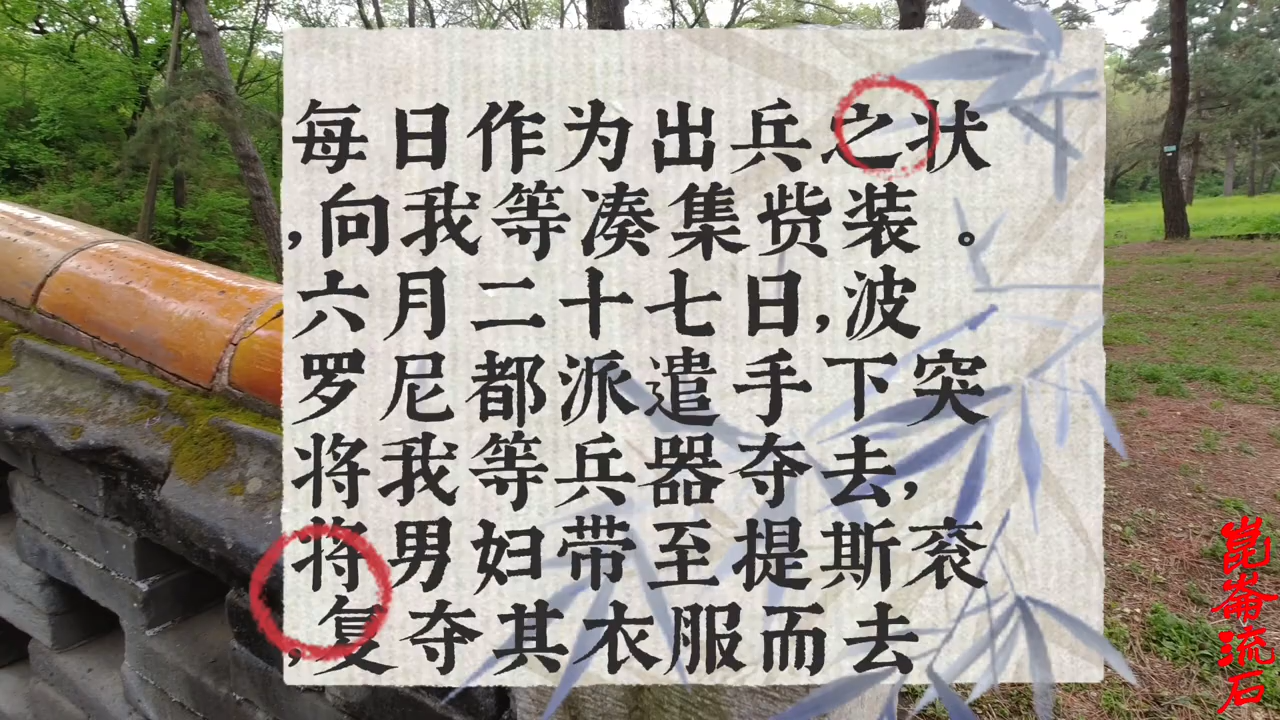 每日作为出兵之状
,向我等凑集赀装。
六月二十七日,波
罗尼都派遣手下突
将我等兵器夺去,
将男妇带至提斯衮
,复夺其衣服而去
崑崙流石